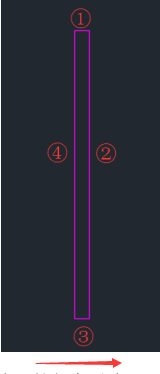 ①
④ ②
③